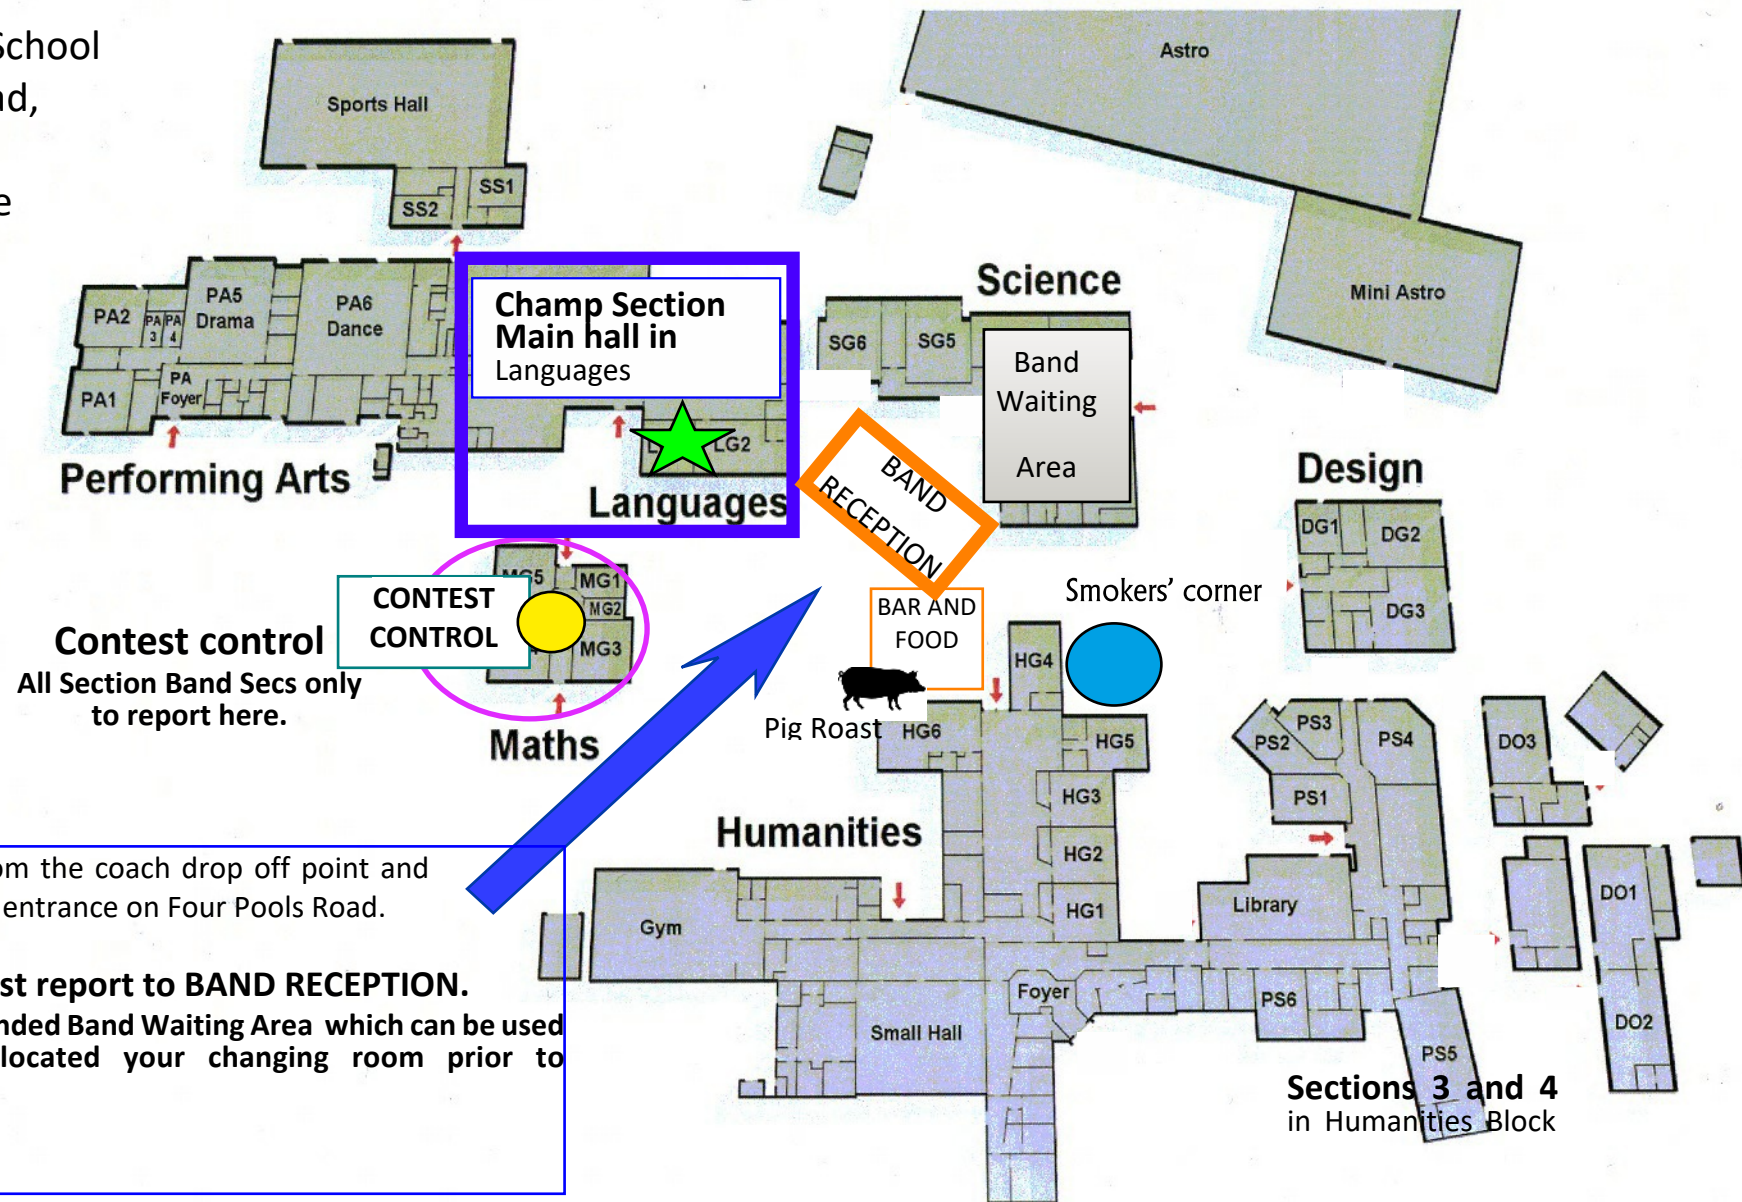 School
nd,
e
Astro
Sports Hall
SS1
SS2
Mini Astro
Science
PA2
PA
3
PA
4
PA5
Drama
PA6
Dance
PA1
PA
Foyer
Performing Arts
Champ Section
Main hall in
Languages
LG2
Languages
SG6
SG5
Band
Waiting
Area
BAND
RECEPTION
Design
DG1
DG2
DG3
Smokers' corner
BAR AND
FOOD
Pig Roast
MG5
MG1
MG2
MG3
CONTEST
CONTROL
Maths
Contest control
All Section Band Secs only
to report here.
HG4
HG6
HG5
HG3
HG2
HG1
Humanities
PS3
PS2
PS4
PS1
DO3
DO1
DO2
Gym
Library
Foyer
Small Hall
PS6
PS5
Sections 3 and 4
in Humanities Block
om the coach drop off point and
entrance on Four Pools Road.
st report to BAND RECEPTION.
nded Band Waiting Area which can be used
located your changing room prior to